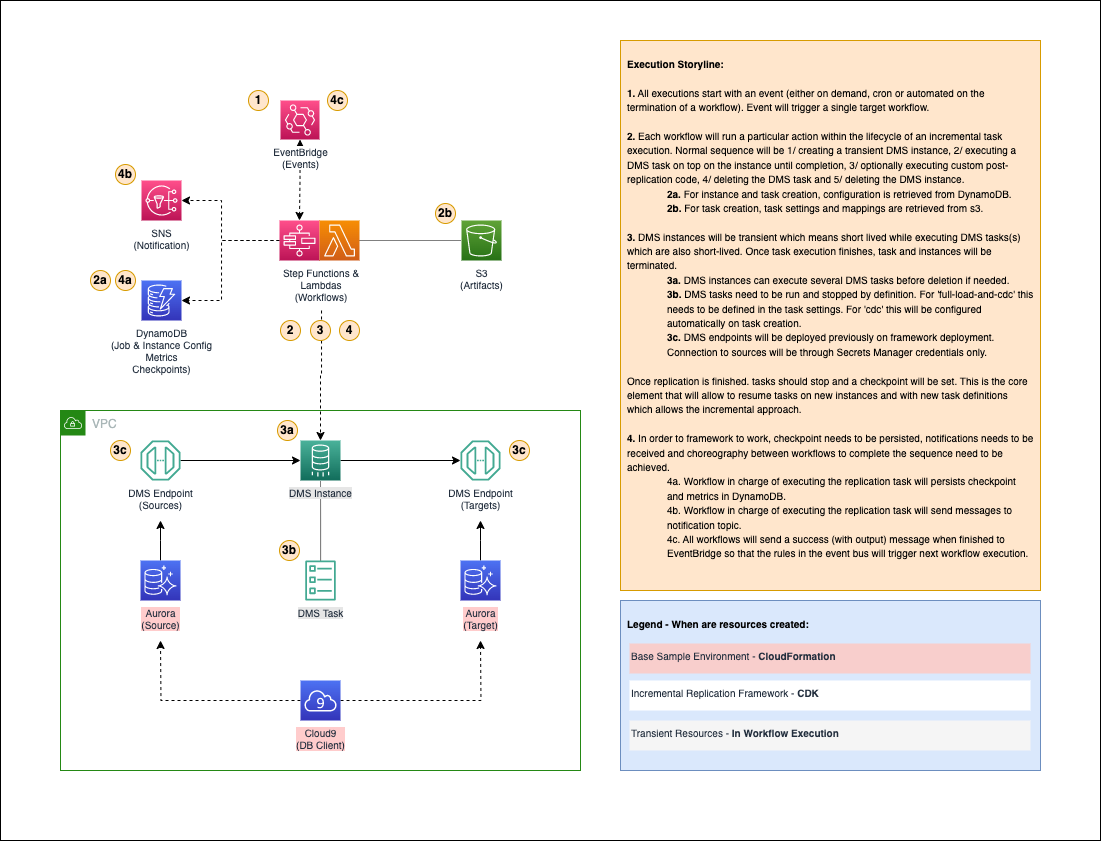 1
4c
EventBridge
(Events)
4b
SNS
(Notification)
2b
Step Functions &
Lambdas
(Workflows)
S3
(Artifacts)
2a
4a
DynamoDB
(Job & Instance Config
Metrics
Checkpoints)
2
3
4
VPC
3c
3a
3c
DMS Endpoint
(Sources)
DMS Instance
DMS Endpoint
(Targets)
3b
Aurora
(Source)
DMS Task
Aurora
(Target)
9
Cloud9
(DB Client)
Execution Storyline:
1. All executions start with an event (either on demand, cron or automated on the
termination of a workflow). Event will trigger a single target workflow.
2. Each workflow will run a particular action within the lifecycle of an incremental task
execution. Normal sequence will be 1/ creating a transient DMS instance, 2/ executing a
DMS task on top on the instance until completion, 3/ optionally executing custom post-
replication code, 4/ deleting the DMS task and 5/ deleting the DMS instance.
2a. For instance and task creation, configuration is retrieved from DynamoDB.
2b. For task creation, task settings and mappings are retrieved from s3.
3. DMS instances will be transient which means short lived while executing DMS tasks(s)
which are also short-lived. Once task execution finishes, task and instances will be
terminated.
3a. DMS instances can execute several DMS tasks before deletion if needed.
3b. DMS tasks need to be run and stopped by definition. For 'full-load-and-cdc' this
needs to be defined in the task settings. For 'cdc' this will be configured
automatically on task creation.
3c. DMS endpoints will be deployed previously on framework deployment.
Connection to sources will be through Secrets Manager credentials only.
Once replication is finished. tasks should stop and a checkpoint will be set. This is the core
element that will allow to resume tasks on new instances and with new task definitions
which allows the incremental approach.
4. In order to framework to work, checkpoint needs to be persisted, notifications needs to be
received and choreography between workflows to complete the sequence need to be
achieved.
4a. Workflow in charge of executing the replication task will persists checkpoint
and metrics in DynamoDB.
4b. Workflow in charge of executing the replication task will send messages to
notification topic.
4c. All workflows will send a success (with output) message when finished to
EventBridge so that the rules in the event bus will trigger next workflow execution.
Legend - When are resources created:
Base Sample Environment - CloudFormation
Incremental Replication Framework - CDK
Transient Resources - In Workflow Execution